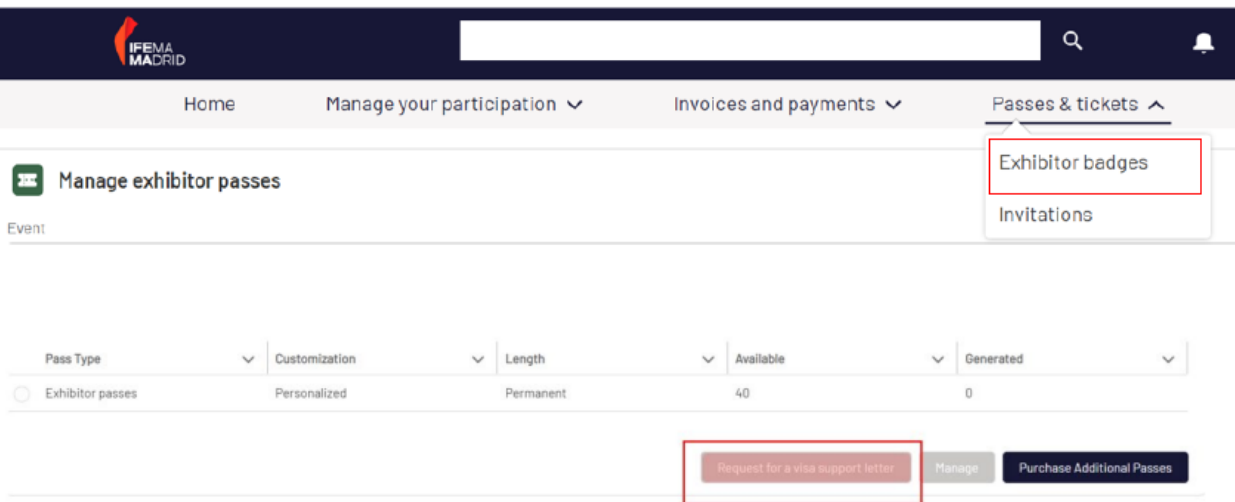 IFEMA
MADRID
Home Manage your participation Invoices and payments Passes & tickets
Exhibitor badges
Invitations
Manage exhibitor passes
Event
Pass Type Customization Length Available Generated
Exhibitor passes Personalized Permanent 40 0
Request for a visa support letter Manage Purchase Additional Passes